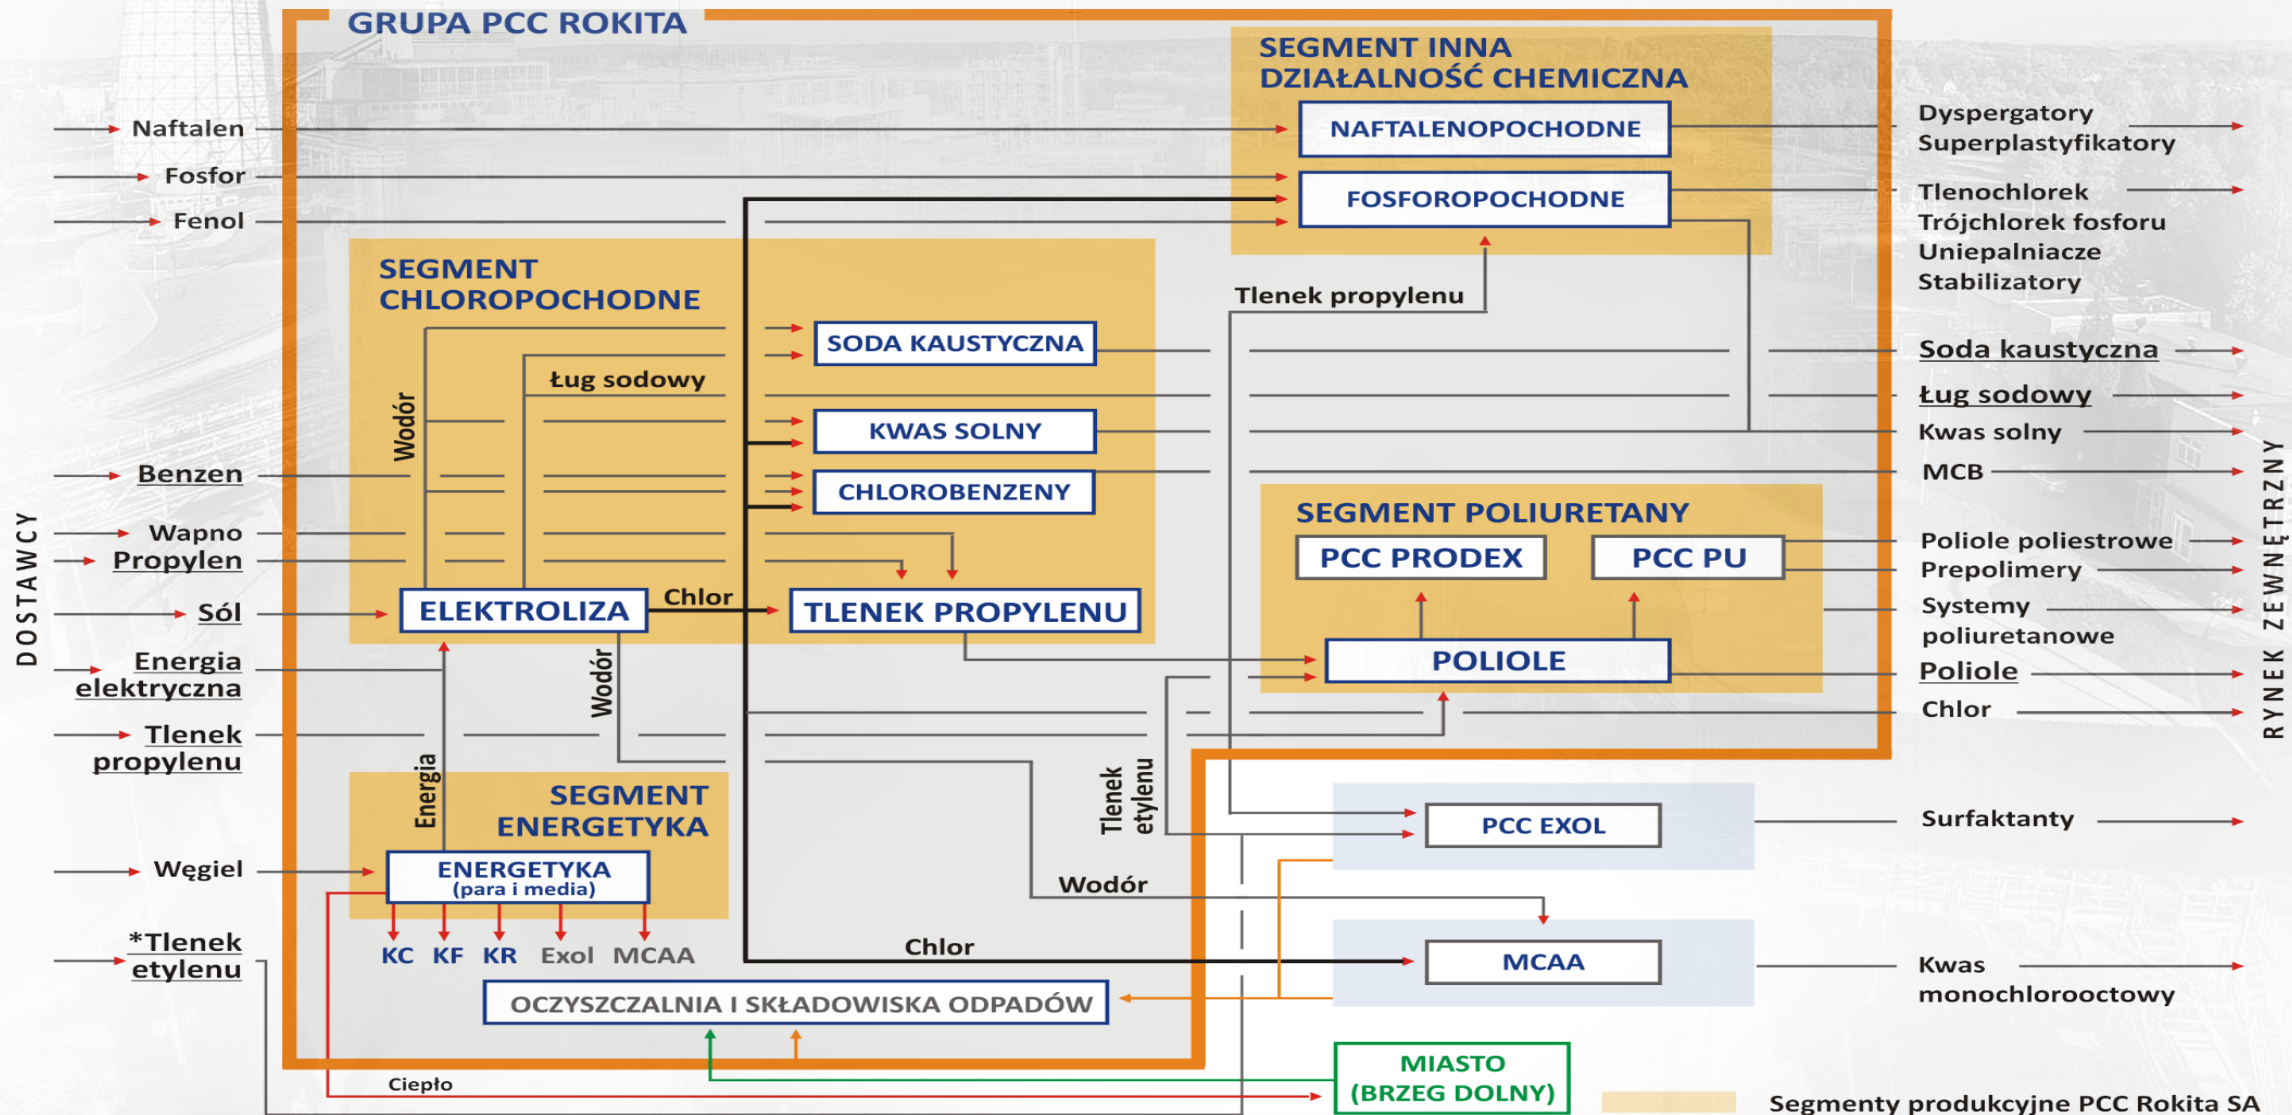 GRUPA PCC ROKITA
SEGMENT INNA
DZIAŁALNOŚĆ CHEMICZNA
NAFTALENOPOCHODNE
FOSFOROPOCHODNE
Naftalen
Fosfor
Fenol
Dyspergatory
Superplastyfikatory
Tlenochlorek
Trójchlorek fosforu
Uniepalniacze
Stabilizatory
SEGMENT
CHLOROPOCHODNE
Tlenek propylenu
SODA KAUSTYCZNA
Soda kaustyczna
Ług sodowy
Ług sodowy
Wodór
KWAS SOLNY
Kwas solny
Benzen
CHLOROBENZENY
MCB
DOSTAWCY
RYNEK ZEWNĘTRZNY
Wapno
Propylen
Sól
ELEKTROLIZA
Chlor
TLENEK PROPYLENU
SEGMENT POLIURETANY
PCC PRODEX
PCC PU
POLIOLE
Poliole poliestrowe
Prepolimery
Systemy
poliuretanowe
Poliole
Chlor
Energia
elektryczna
Wodór
Tlenek
propylenu
Energia
SEGMENT
ENERGETYKA
Tlenek
etylenu
PCC EXOL
Surfaktanty
Węgiel
ENERGETYKA
(para i media)
Wodór
KC
KF
KR
Exol
MCAA
Chlor
MCAA
Kwas
monochlorooctowy
*Tlenek
etylenu
OCZYSZCZALNIA I SKŁADOWISKA ODPADÓW
Ciepło
MIASTO
(BRZEG DOLNY)
Segmenty produkcyjne PCC Rokita SA